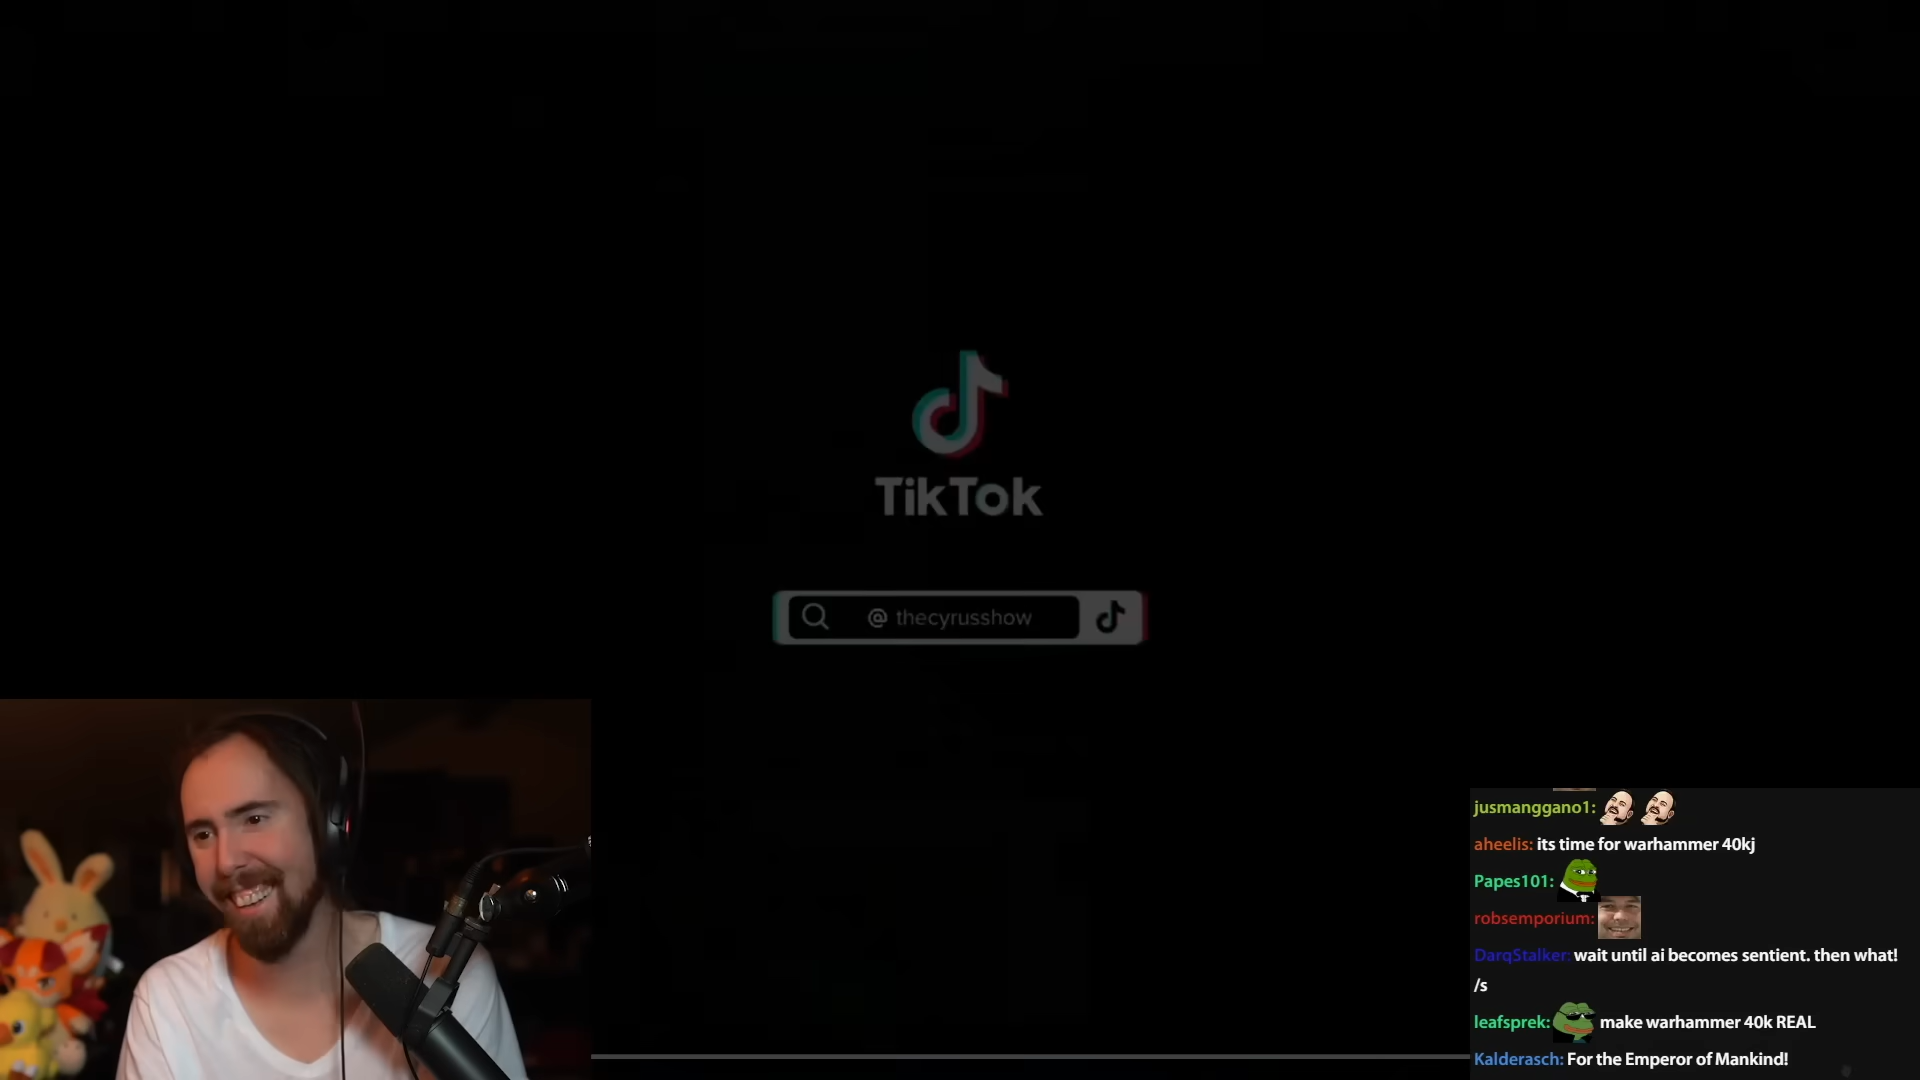 TikTok
@ thecyrusshow
jusmanggano1:
aheelis: its time for warhammer 40kj
Papes101:
robsemporium:
DarqStalker: wait until ai becomes sentient. then what!
/s
leafsprek: make warhammer 40k REAL
Kalderasch: For the Emperor of Mankind!